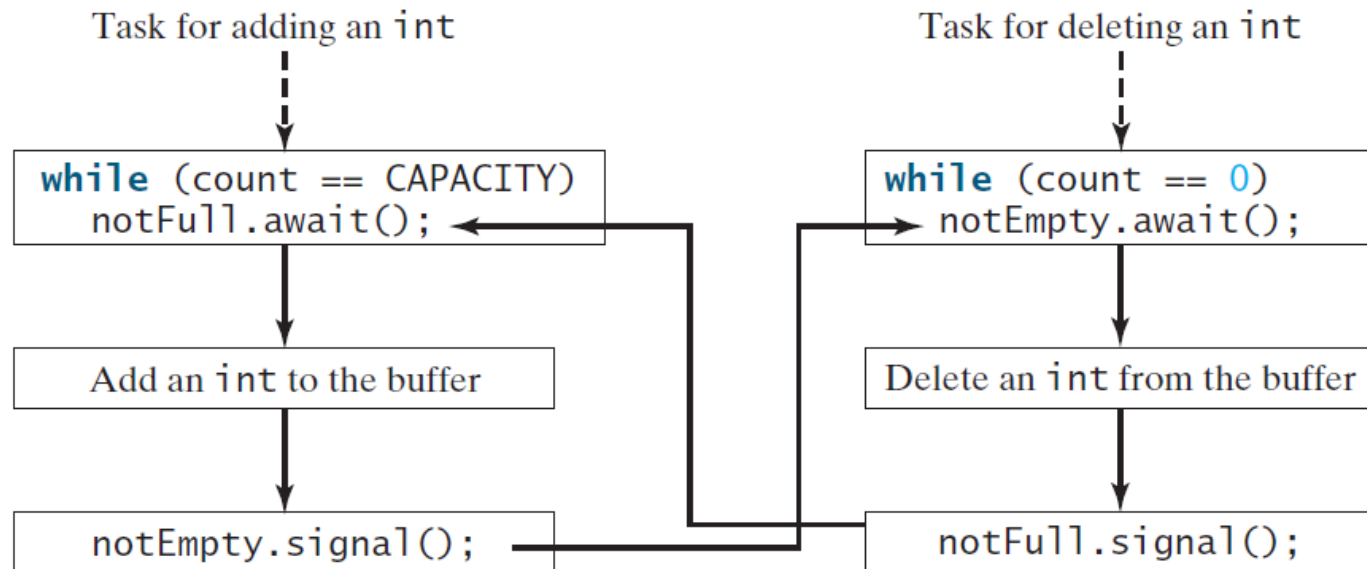 Task for adding an int
while (count == CAPACITY)
notFull.await();
Add an int to the buffer
notEmpty.signal();
Task for deleting an int
while (count == 0)
notEmpty.await();
Delete an int from the buffer
notFull.signal();